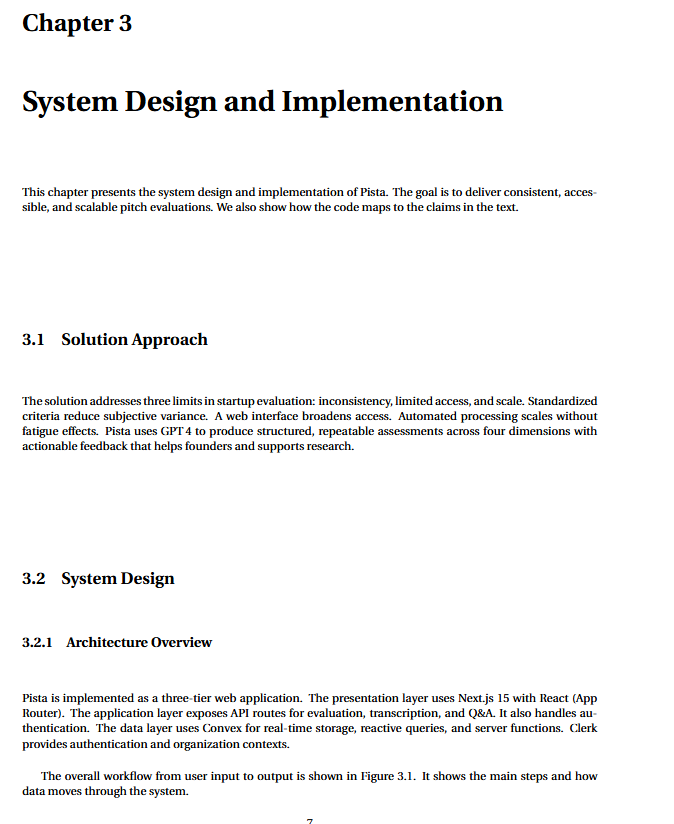 Chapter 3
System Design and Implementation
This chapter presents the system design and implementation of Pista. The goal is to deliver consistent, acces-
sible, and scalable pitch evaluations. We also show how the code maps to the claims in the text.
3.1 Solution Approach
The solution addresses three limits in startup evaluation: inconsistency, limited access, and scale. Standardized
criteria reduce subjective variance. A web interface broadens access. Automated processing scales without
fatigue effects. Pista uses GPT 4 to produce structured, repeatable assessments across four dimensions with
actionable feedback that helps founders and supports research.
3.2 System Design
3.2.1 Architecture Overview
Pista is implemented as a three-tier web application. The presentation layer uses Next.js 15 with React (App
Router). The application layer exposes API routes for evaluation, transcription, and Q&A. It also handles au-
thentication. The data layer uses Convex for real-time storage, reactive queries, and server functions. Clerk
provides authentication and organization contexts.
The overall workflow from user input to output is shown in Figure 3.1. It shows the main steps and how
data moves through the system.
7